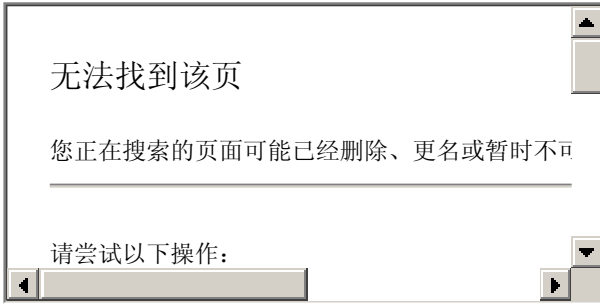 无法找到该页
您正在搜索的页面可能已经删除、更名或暂时不可
请尝试以下操作：